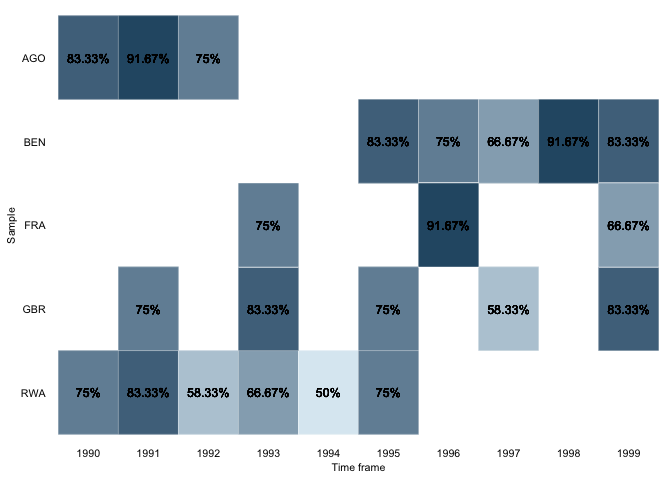 AGO 83.33% 91.67% 75%
BEN 83.33% 75% 66.67% 91.67% 83.33%
Sample
FRA 75% 91.67% 66.67%
GBR 75% 83.33% 75% 58.33% 83.33%
RWA 75% 83.33% 58.33% 66.67% 50% 75%
1990 1991 1992 1993 1994 1995 1996 1997 1998 1999
Time frame